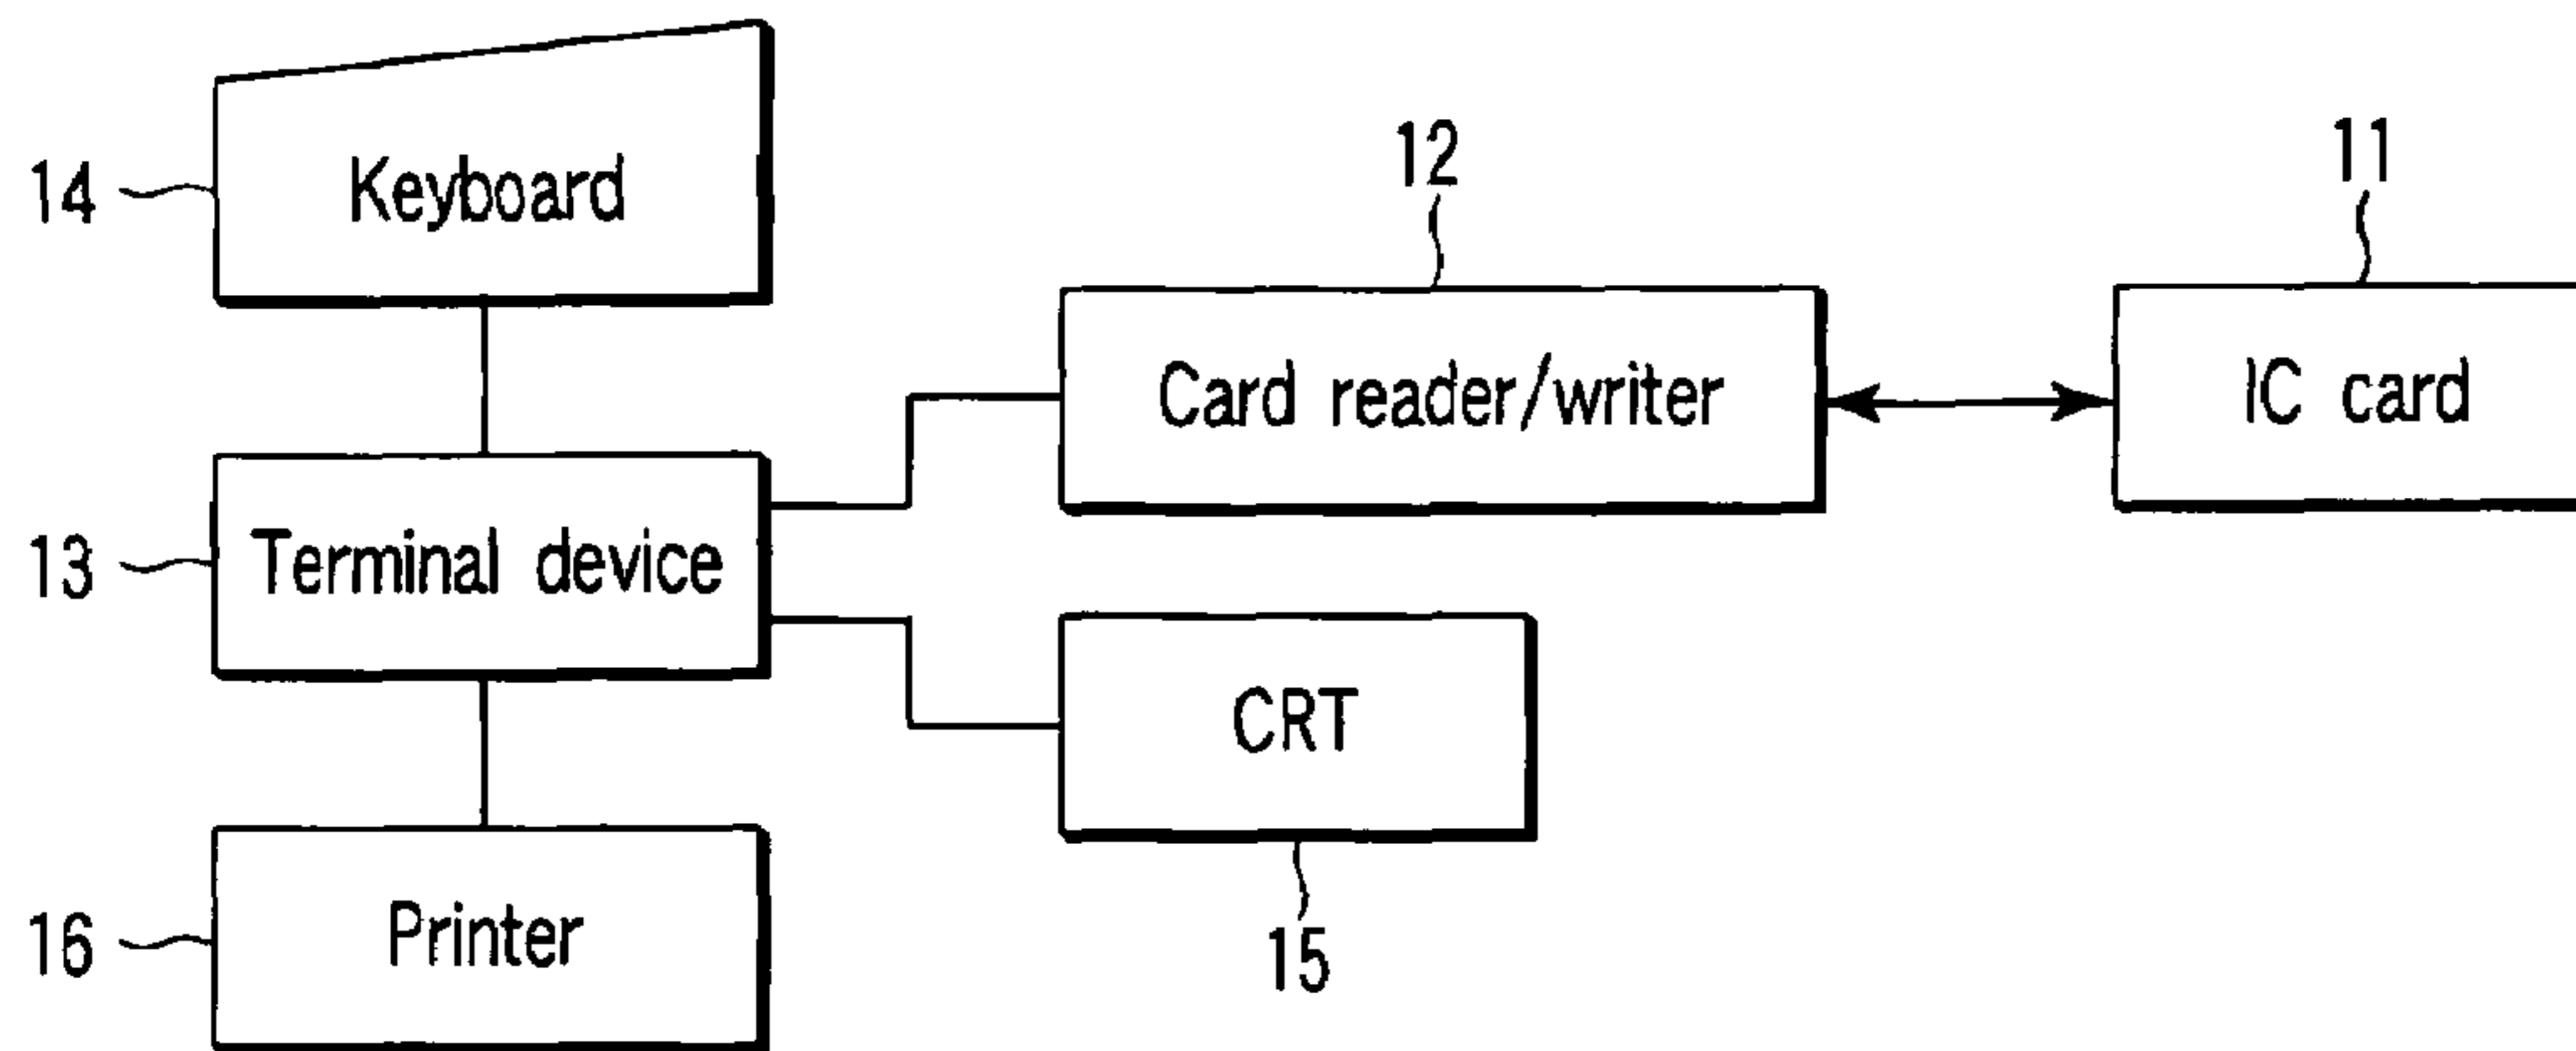 14
Keyboard
12
11
Card reader/writer
IC card
13
Terminal device
CRT
15
16
Printer